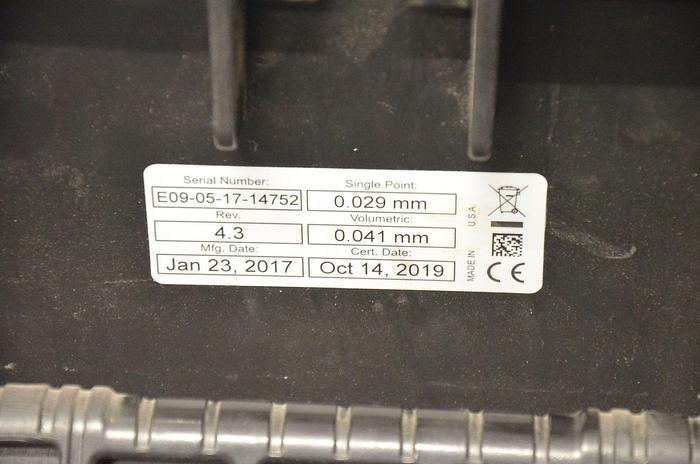 Serial Number:
E09-05-17-14752
Rev.
4.3
Mfg. Date:
Jan 23, 2017
Single Point:
0.029 mm
Volumetric:
0.041 mm
Cert. Date:
Oct 14, 2019
MADE IN U.S.A.
CE